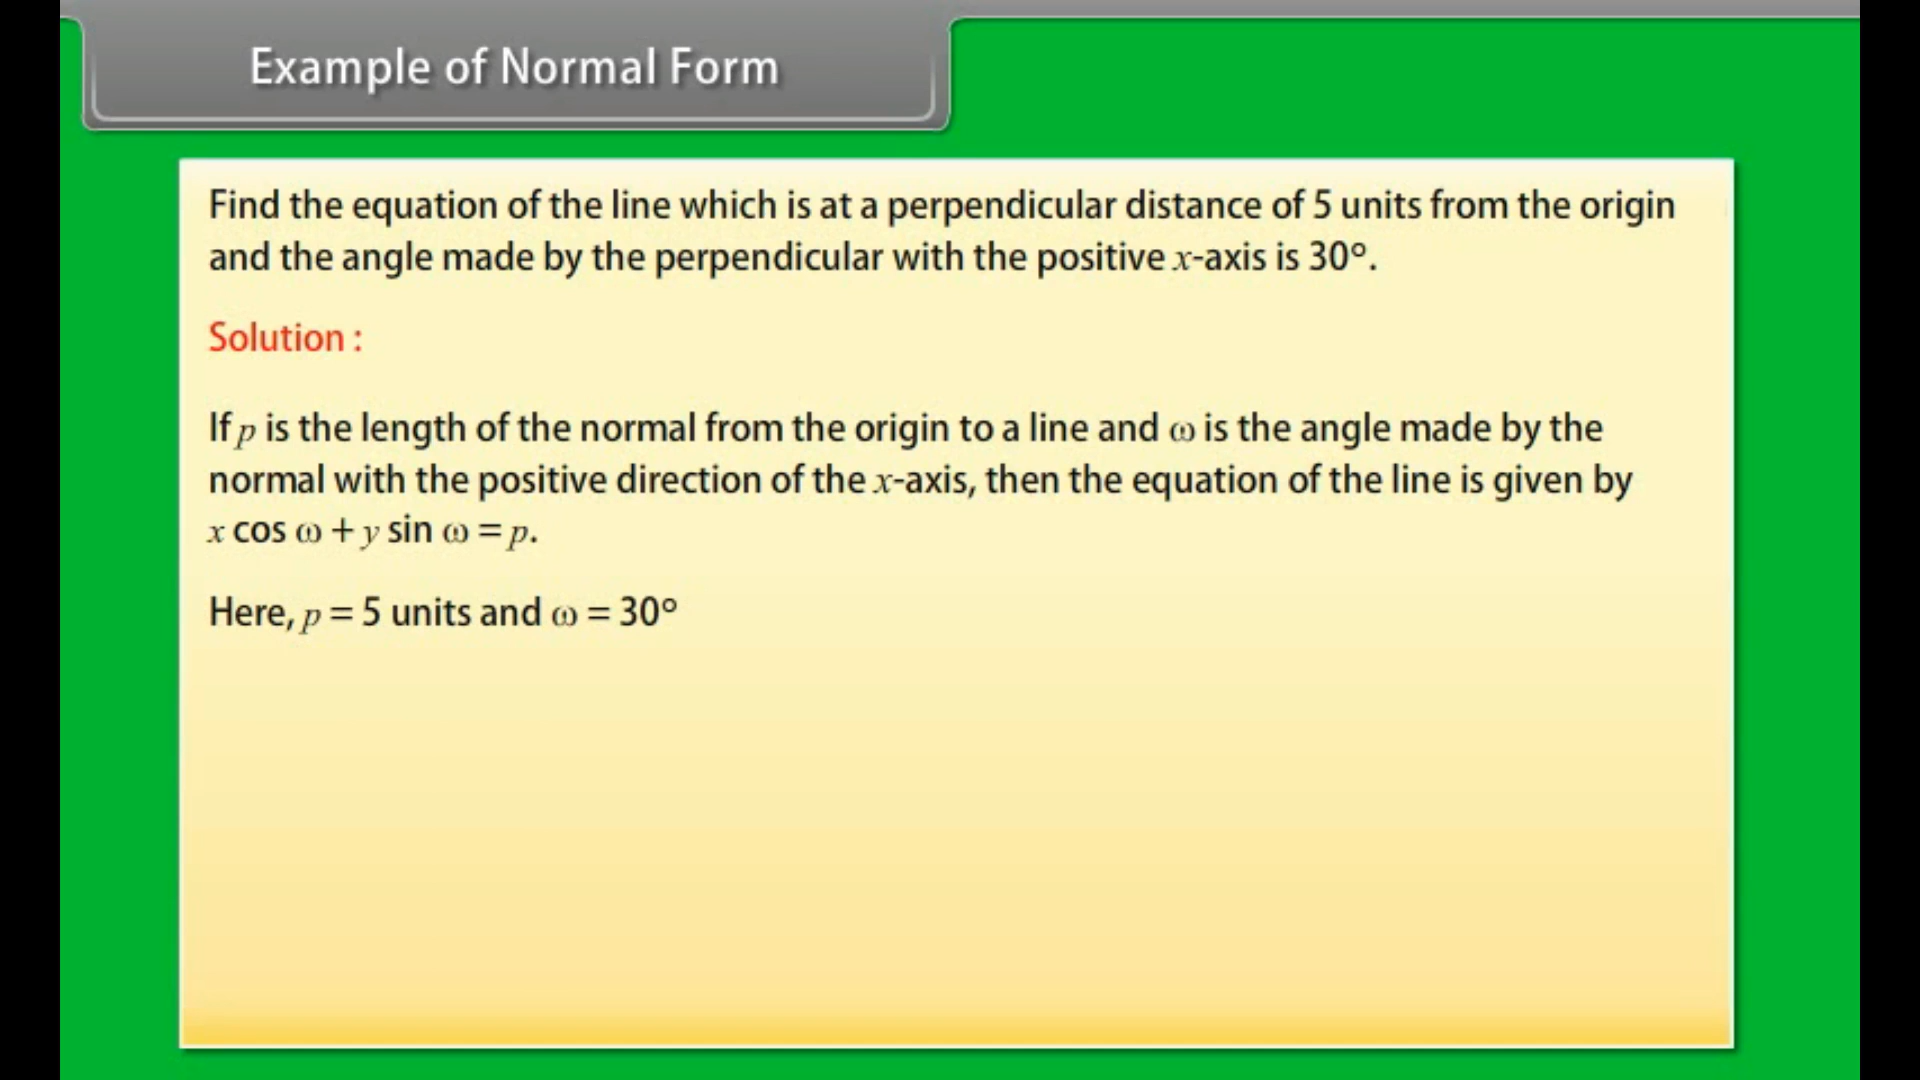 Example of Normal Form
Find the equation of the line which is at a perpendicular distance of 5 units from the origin
and the angle made by the perpendicular with the positive x-axis is 30°.
Solution :
If p is the length of the normal from the origin to a line and ω is the angle made by the
normal with the positive direction of the x-axis, then the equation of the line is given by
x cos ω + y sin ω = p.
Here, p = 5 units and ω = 30°